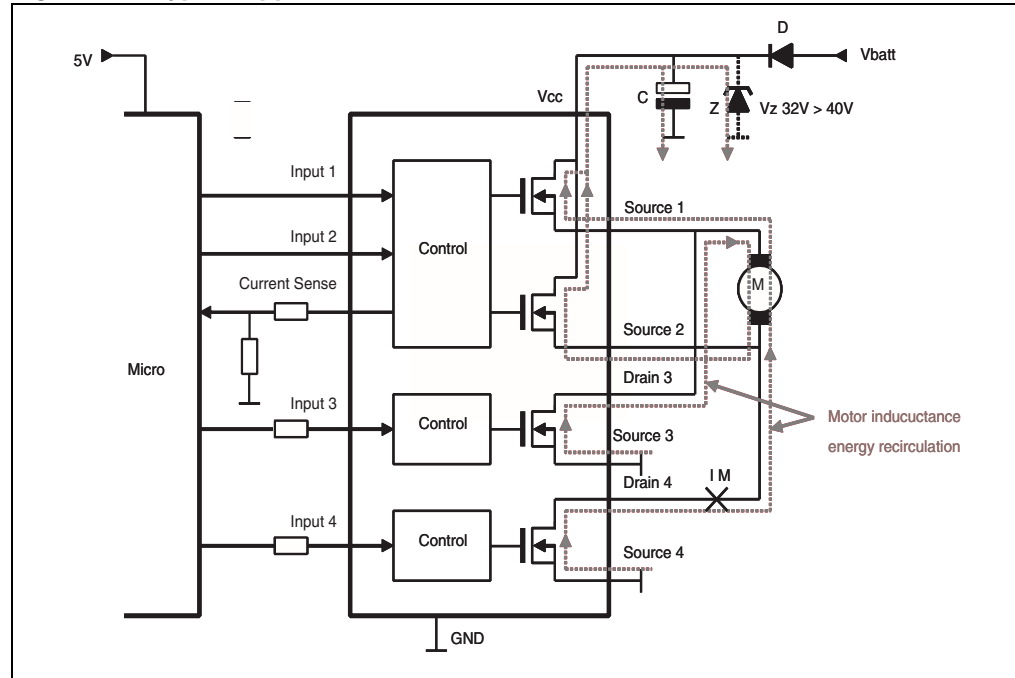 D
5V
Vbatt
Vcc
C
Z
Vz 32V > 40V
Input 1
Source 1
Input 2
Control
M
Current Sense
Source 2
Micro
Drain 3
Input 3
Control
Source 3
Motor inducuctance
energy recirculation
Drain 4
I M
Input 4
Control
Source 4
GND